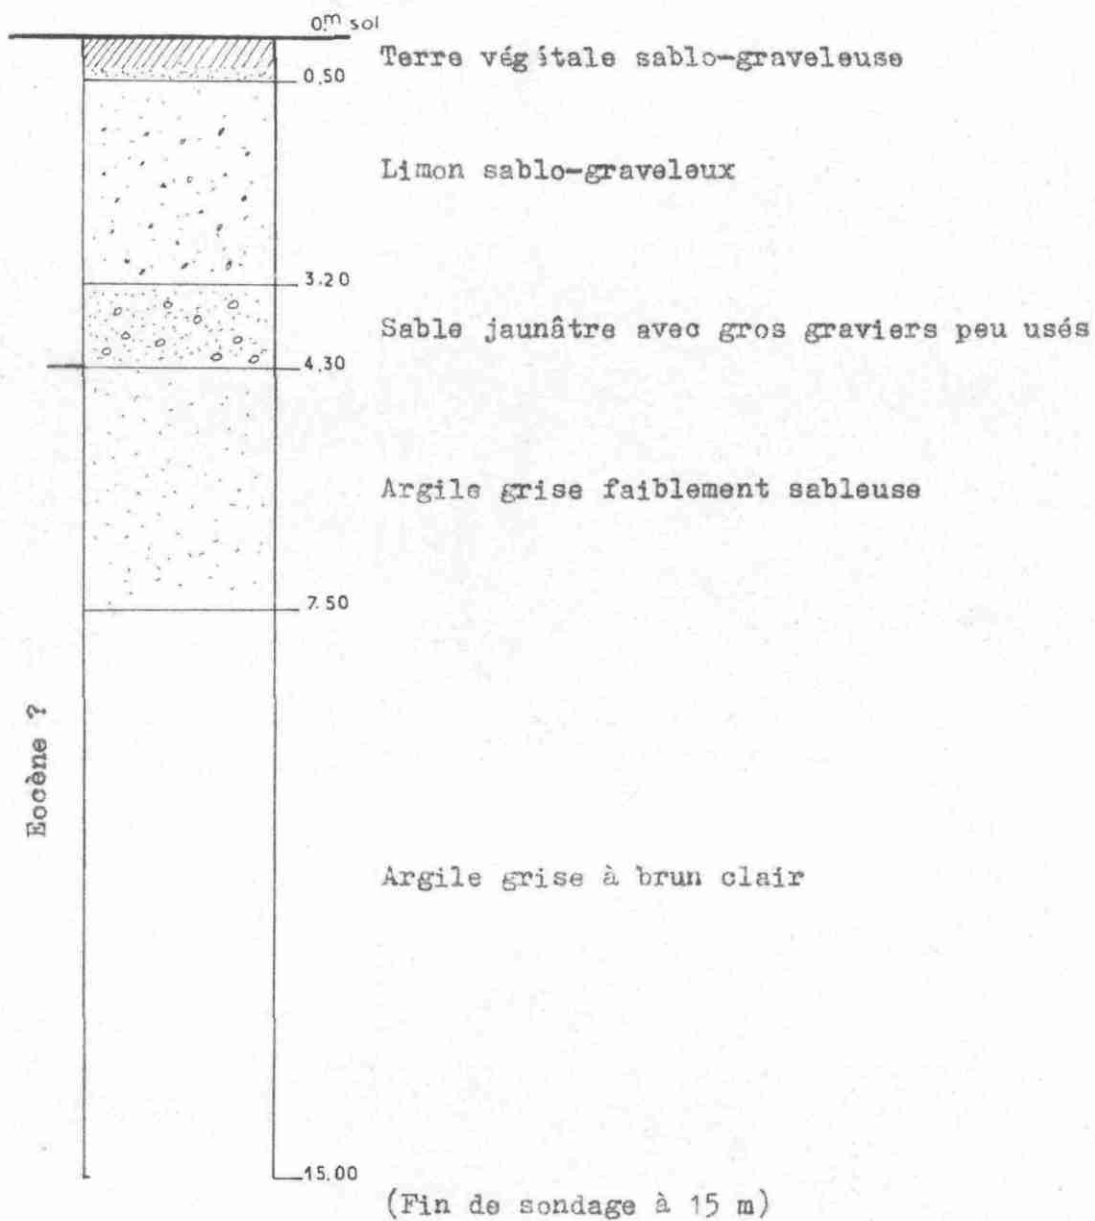 0m sol
Terre végétale sablo-graveleuse
0.50
Limon sablo-graveleux
3.20
Sable jaunâtre avec gros graviers peu usés
4.30
Argile grise faiblement sableuse
7.50
Eocène ?
Argile grise à brun clair
15.00
(Fin de sondage à 15 m)